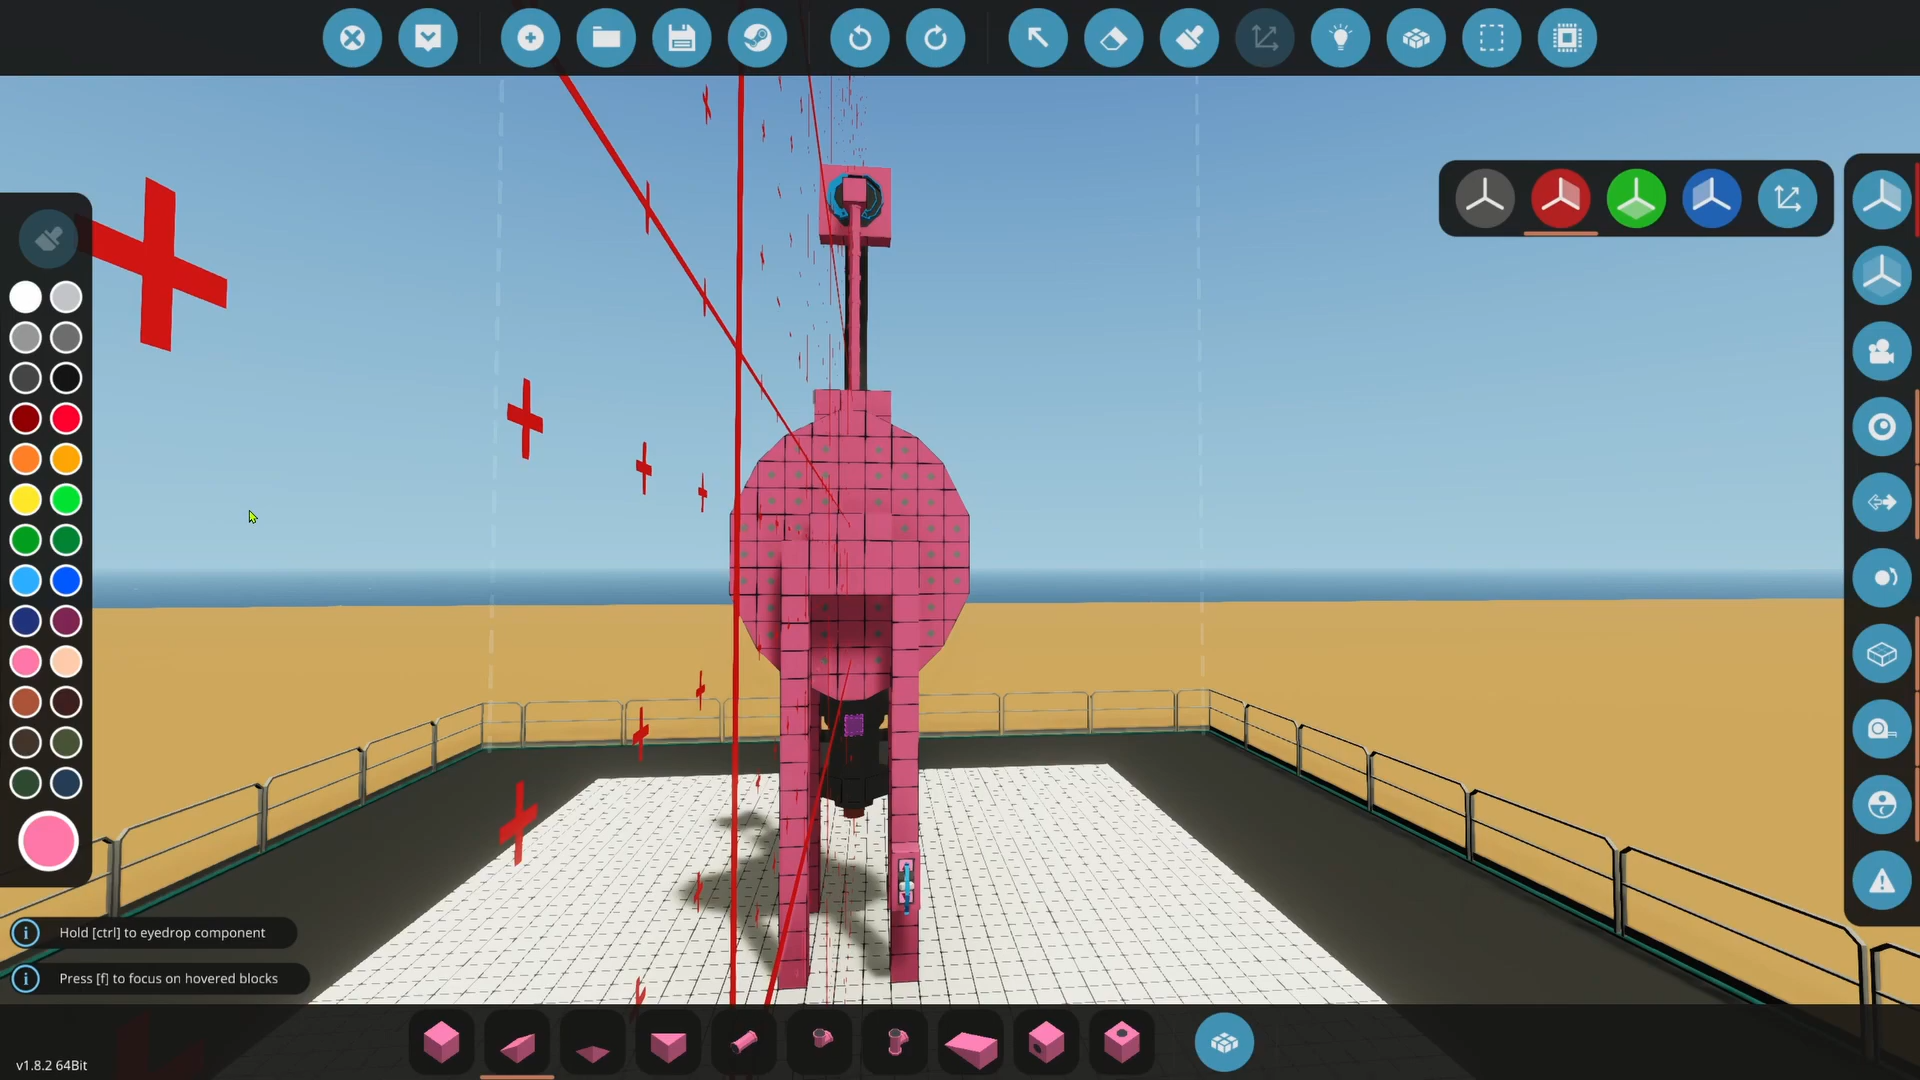 Hold [ctrl] to eyedrop component
Press [f] to focus on hovered blocks
v1.8.2 64Bit